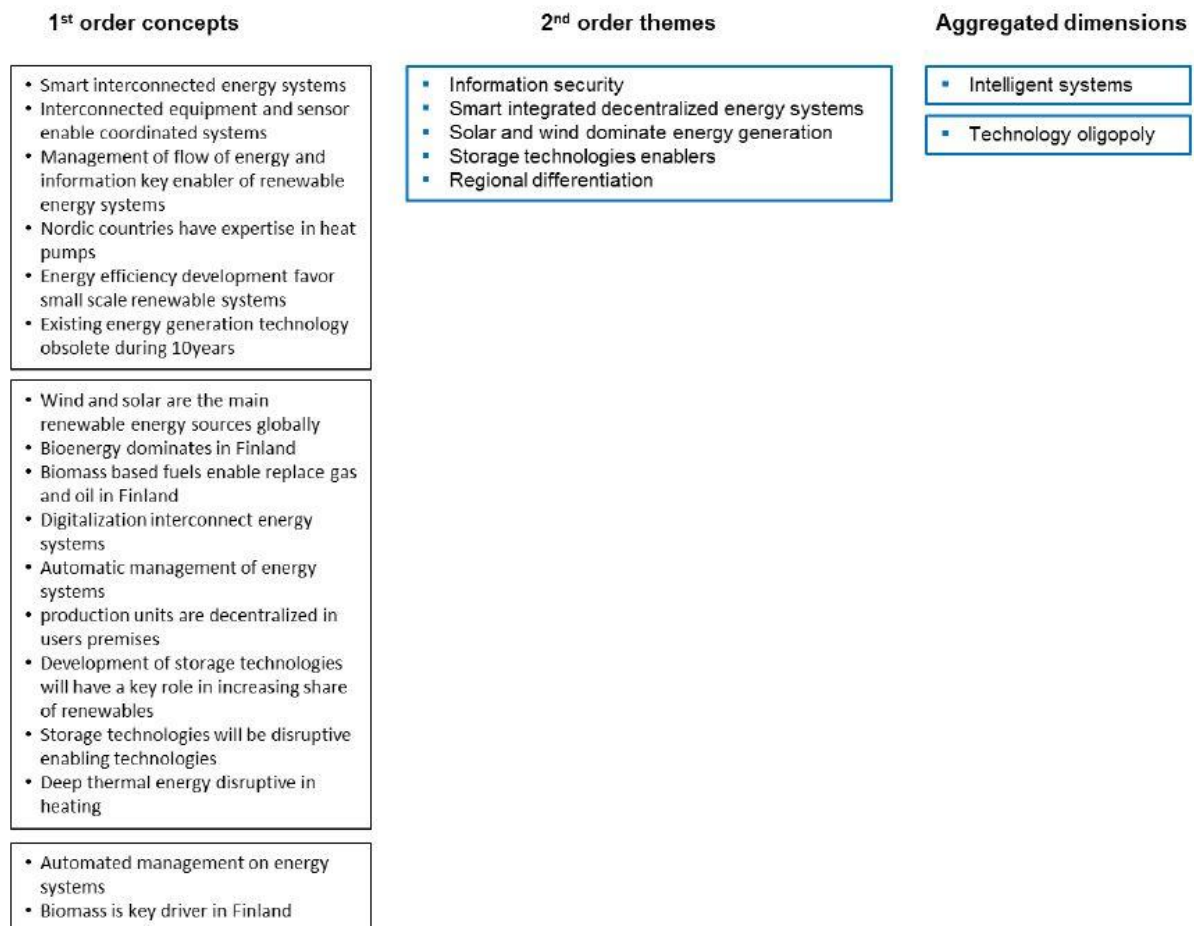 1st order concepts
2nd order themes
Aggregated dimensions
• Smart interconnected energy systems
• Interconnected equipment and sensor
enable coordinated systems
• Management of flow of energy and
information key enabler of renewable
energy systems
• Nordic countries have expertise in heat
pumps
• Energy efficiency development favor
small scale renewable systems
• Existing energy generation technology
obsolete during 10years
• Wind and solar are the main
renewable energy sources globally
• Bioenergy dominates in Finland
• Biomass based fuels enable replace gas
and oil in Finland
• Digitalization interconnect energy
systems
• Automatic management of energy
systems
• production units are decentralized in
users premises
• Development of storage technologies
will have a key role in increasing share
of renewables
• Storage technologies will be disruptive
enabling technologies
• Deep thermal energy disruptive in
heating
• Automated management on energy
systems
• Biomass is key driver in Finland
▪ Information security
▪ Smart integrated decentralized energy systems
▪ Solar and wind dominate energy generation
▪ Storage technologies enablers
▪ Regional differentiation
▪ Intelligent systems
▪ Technology oligopoly